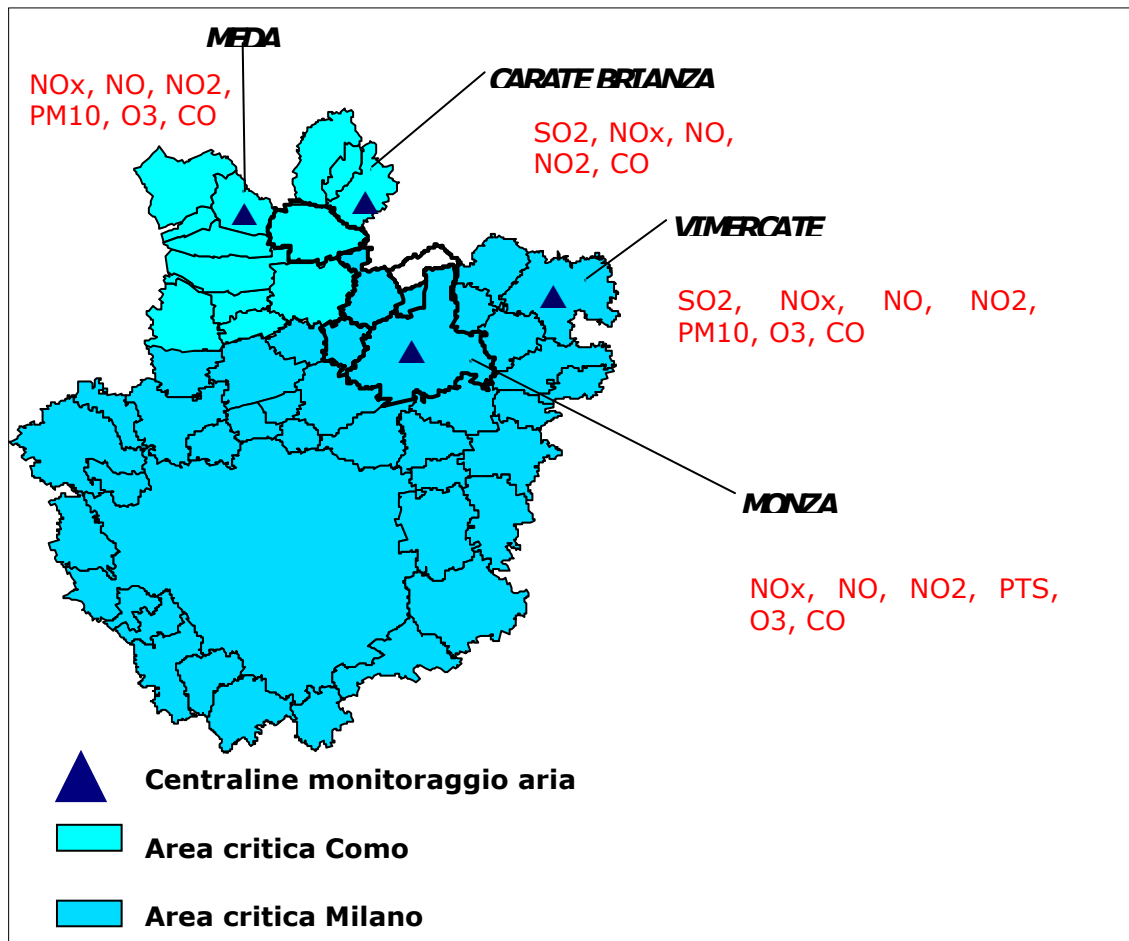 MEDA
NOx, NO, NO2,
PM10, O3, CO
CARATE BRIANZA
SO2, NOx, NO,
NO2, CO
VIMERCATE
SO2, NOx, NO, NO2,
PM10, O3, CO
MONZA
NOx, NO, NO2, PTS,
O3, CO
Centraline monitoraggio aria
Area critica Como
Area critica Milano